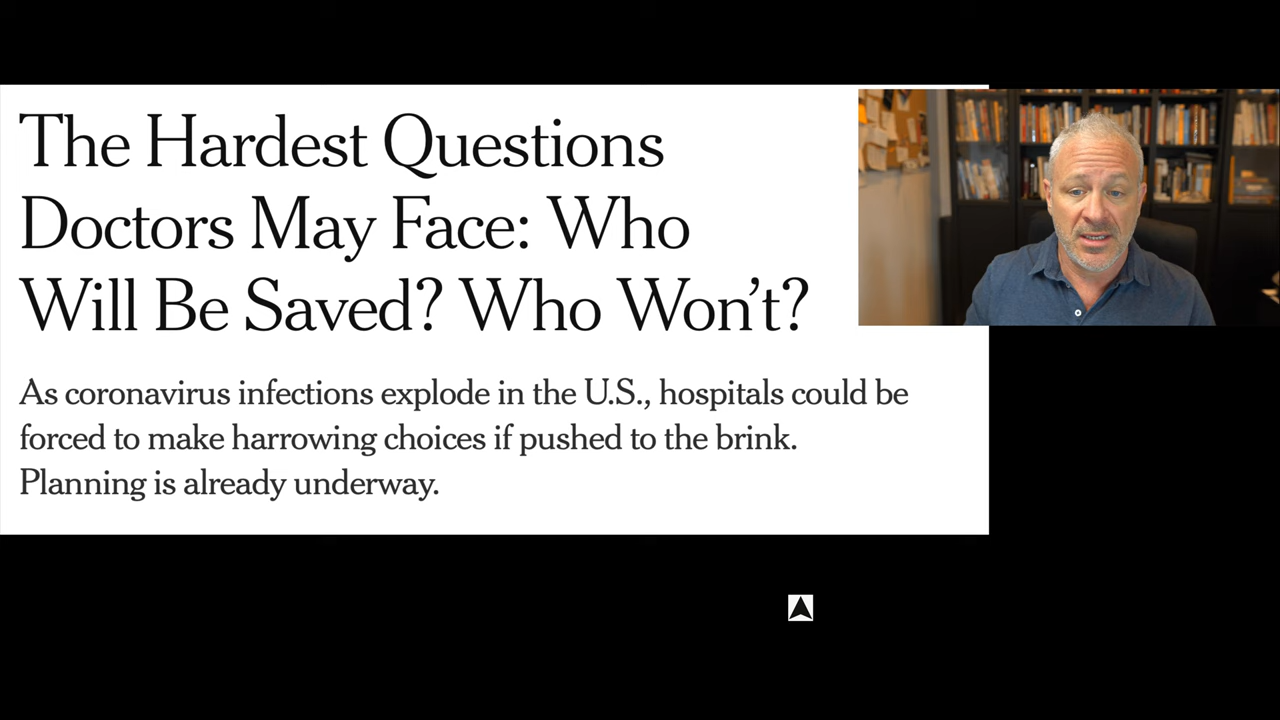 The Hardest Questions
Doctors May Face: Who
Will Be Saved? Who Won’t?
As coronavirus infections explode in the U.S., hospitals could be
forced to make harrowing choices if pushed to the brink.
Planning is already underway.